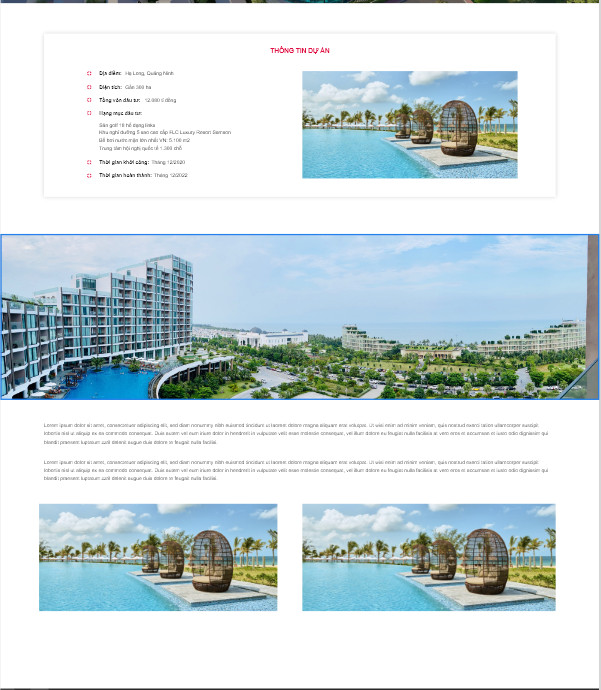 THÔNG TIN DỰ ÁN
Địa điểm: Hạ Long, Quảng Ninh
Diện tích: Gần 300 ha
Tổng vốn đầu tư: 12.000 tỉ đồng
Hạng mục đầu tư:
Sân golf 18 hố dạng links
Khu nghỉ dưỡng 5 sao cao cấp FLC Luxury Resort Samson
Bể bơi nước mặn lớn nhất VN: 5.100 m2
Trung tâm hội nghị quốc tế 1.300 chỗ
Thời gian khởi công: Tháng 12/2020
Thời gian hoàn thành: Tháng 12/2022
Lorem ipsum dolor sit amet, consectetuer adipiscing elit, sed diam nonummy nibh euismod tincidunt ut laoreet dolore magna aliquam erat volutpat. Ut wisi enim ad minim veniam, quis nostrud exerci tation ullamcorper suscipit
lobortis nisl ut aliquip ex ea commodo consequat. Duis autem vel eum iriure dolor in hendrerit in vulputate velit esse molestie consequat, vel illum dolore eu feugiat nulla facilisis at vero eros et accumsan et iusto odio dignissim qui
blandit praesent luptatum zzril delenit augue duis dolore te feugait nulla facilisi.
Lorem ipsum dolor sit amet, consectetuer adipiscing elit, sed diam nonummy nibh euismod tincidunt ut laoreet dolore magna aliquam erat volutpat. Ut wisi enim ad minim veniam, quis nostrud exerci tation ullamcorper suscipit
lobortis nisl ut aliquip ex ea commodo consequat. Duis autem vel eum iriure dolor in hendrerit in vulputate velit esse molestie consequat, vel illum dolore eu feugiat nulla facilisis at vero eros et accumsan et iusto odio dignissim qui
blandit praesent luptatum zzril delenit augue duis dolore te feugait nulla facilisi.